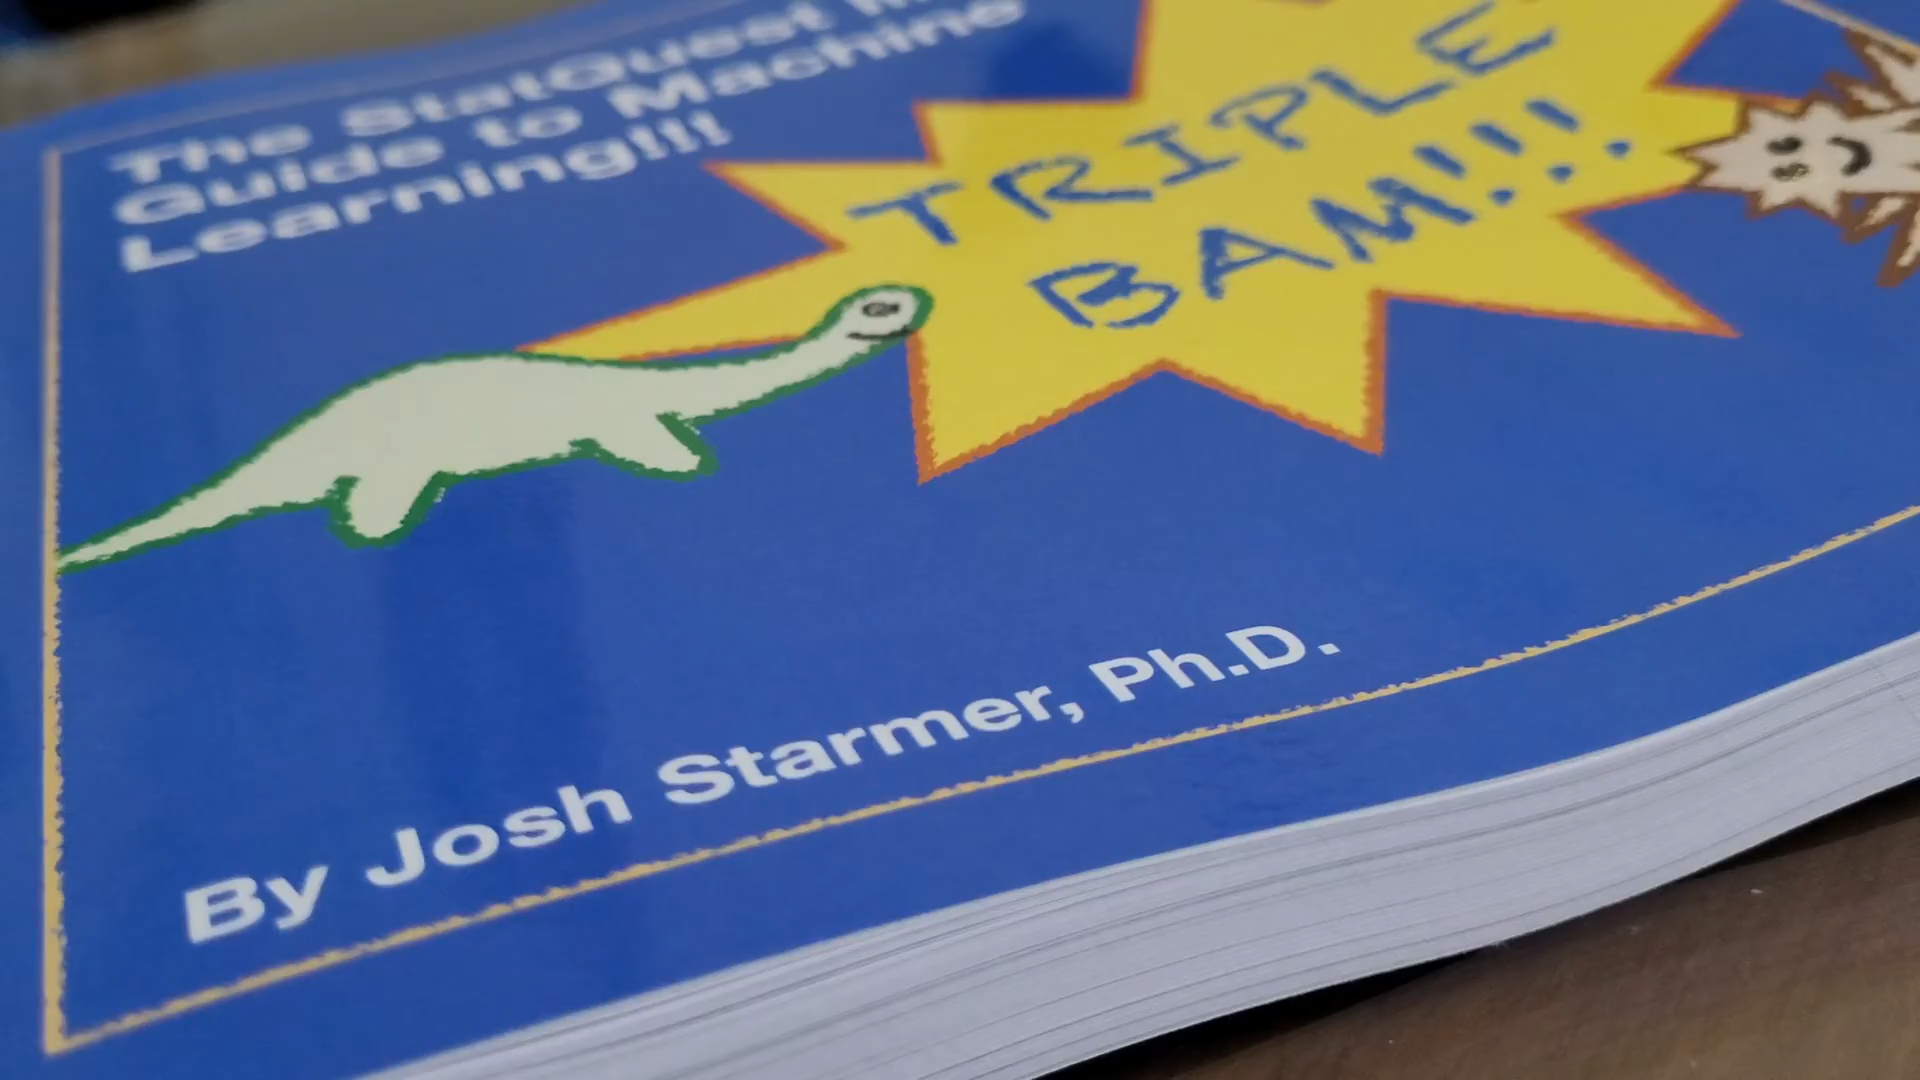 The StatQuest
Guide to Machine
Learning!!!
TRIPLE
BAM!!!
By Josh Starmer, Ph.D.